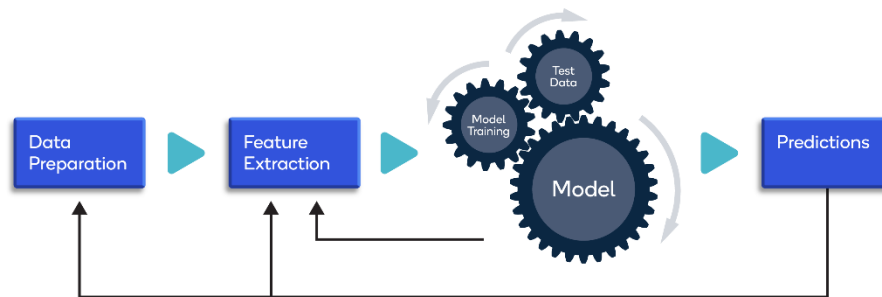 Data
Preparation
Feature
Extraction
Model
Training
Test
Data
Model
Predictions